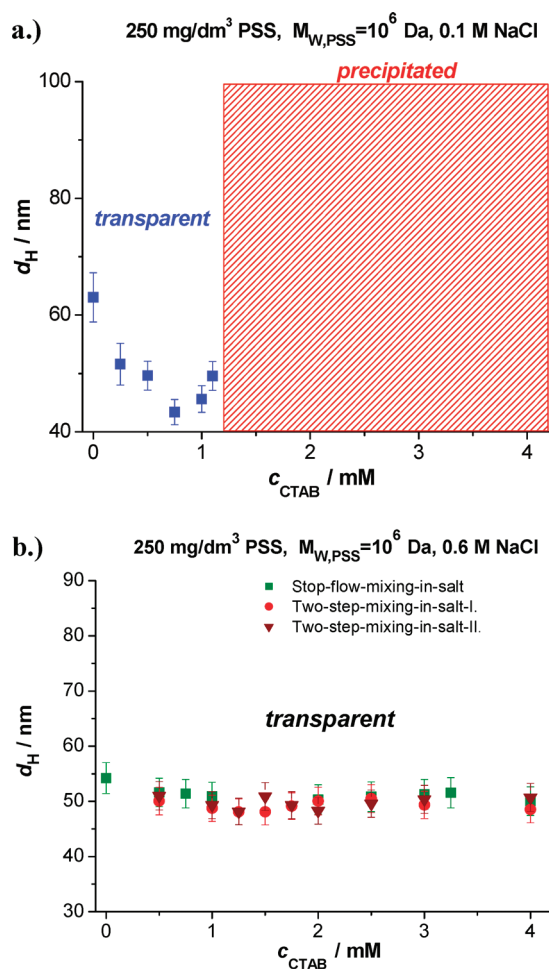 a.) 250 mg/dm³ PSS, M_W,PSS=10⁶ Da, 0.1 M NaCl
precipitated
100
transparent
80
d_H / nm
60
40
0 1 2 3 4
c_CTAB / mM
b.) 250 mg/dm³ PSS, M_W,PSS=10⁶ Da, 0.6 M NaCl
90
Stop-flow-mixing-in-salt
Two-step-mixing-in-salt-I.
80
Two-step-mixing-in-salt-II.
70
transparent
d_H / nm
60
50
40
30
0 1 2 3 4
c_CTAB / mM